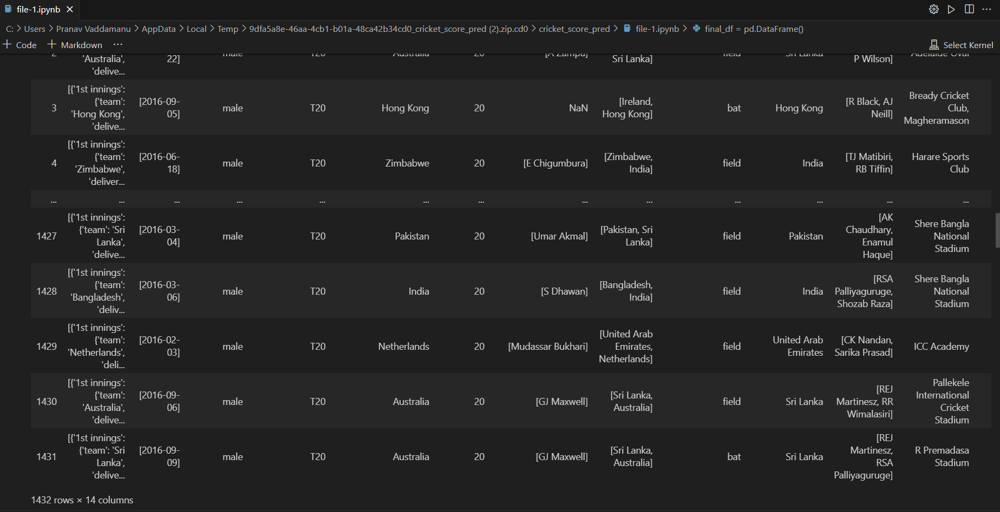 file-1.ipynb
C: > Users > Pranav Vaddamanu > AppData > Local > Temp > 9dfa5a8e-46aa-4cb1-b01a-48ca42b34cd0_cricket_score_pred (2).zip.cd0 > cricket_score_pred > file-1.ipynb > final_df = pd.DataFrame()
+ Code + Markdown ... Select Kernel
2 'Australia', 'delive... 22] male T20 Australia 20 [A Zampa] Sri Lanka] field Sri Lanka P Wilson] Adelaide Oval
3 [{'1st innings': {'team': 'Hong Kong', 'delive... [2016-09-05] male T20 Hong Kong 20 NaN [Ireland, Hong Kong] bat Hong Kong [R Black, AJ Neill] Bready Cricket Club, Magheramason
4 [{'1st innings': {'team': 'Zimbabwe', 'deliver... [2016-06-18] male T20 Zimbabwe 20 [E Chigumbura] [Zimbabwe, India] field India [TJ Matibiri, RB Tiffin] Harare Sports Club
... ... ... ... ... ... ... ... ... ... ... ... ...
1427 [{'1st innings': {'team': 'Sri Lanka', 'delive... [2016-03-04] male T20 Pakistan 20 [Umar Akmal] [Pakistan, Sri Lanka] field Pakistan [AK Chaudhary, Enamul Haque] Shere Bangla National Stadium
1428 [{'1st innings': {'team': 'Bangladesh', 'deliv... [2016-03-06] male T20 India 20 [S Dhawan] [Bangladesh, India] field India [RSA Palliyaguruge, Shozab Raza] Shere Bangla National Stadium
1429 [{'1st innings': {'team': 'Netherlands', 'deli... [2016-02-03] male T20 Netherlands 20 [Mudassar Bukhari] [United Arab Emirates, Netherlands] field United Arab Emirates [CK Nandan, Sarika Prasad] ICC Academy
1430 [{'1st innings': {'team': 'Australia', 'delive... [2016-09-06] male T20 Australia 20 [GJ Maxwell] [Sri Lanka, Australia] field Sri Lanka [REJ Martinesz, RR Wimalasiri] Pallekele International Cricket Stadium
1431 [{'1st innings': {'team': 'Sri Lanka', 'delive... [2016-09-09] male T20 Australia 20 [GJ Maxwell] [Sri Lanka, Australia] bat Sri Lanka [REJ Martinesz, RSA Palliyaguruge] R Premadasa Stadium
1432 rows × 14 columns